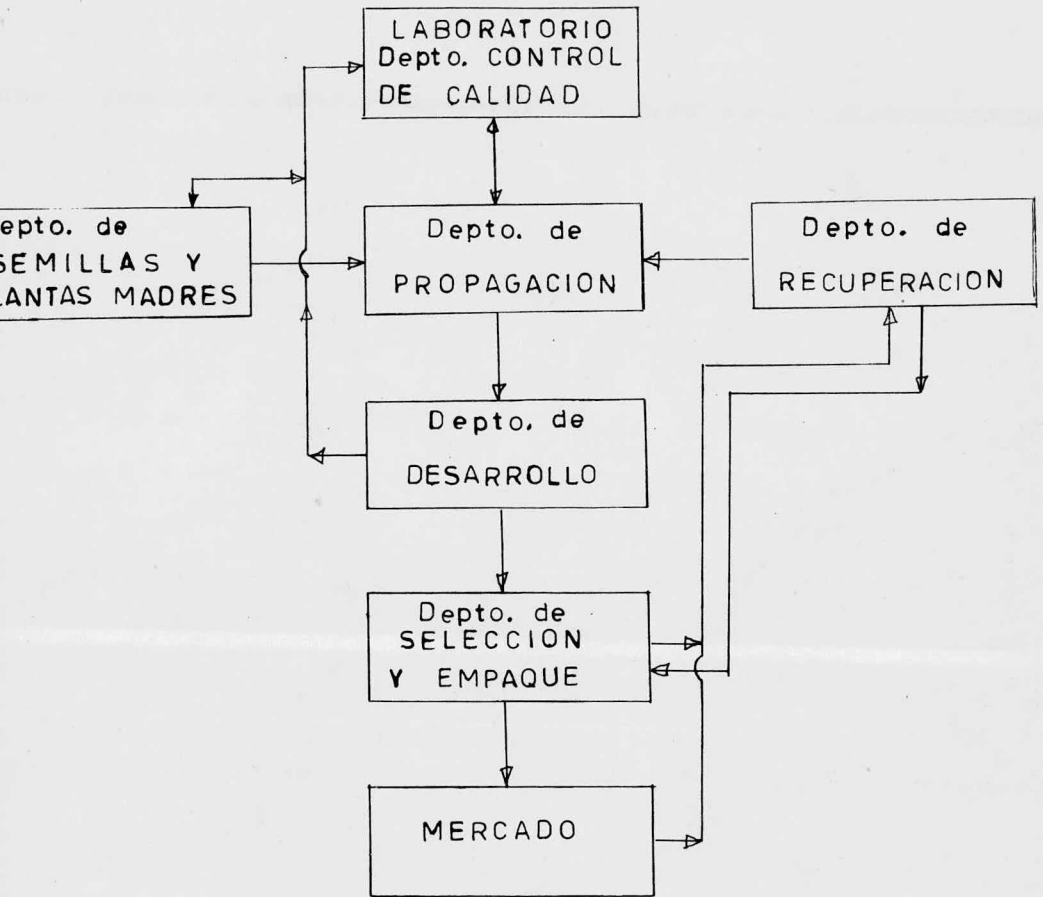 LABORATORIO
Depto. CONTROL
DE CALIDAD
epto. de
SEMILLAS Y
LANTAS MADRES
Depto. de
PROPAGACION
Depto. de
RECUPERACION
Depto. de
DESARROLLO
Depto. de
SELECCION
Y EMPAQUE
MERCADO